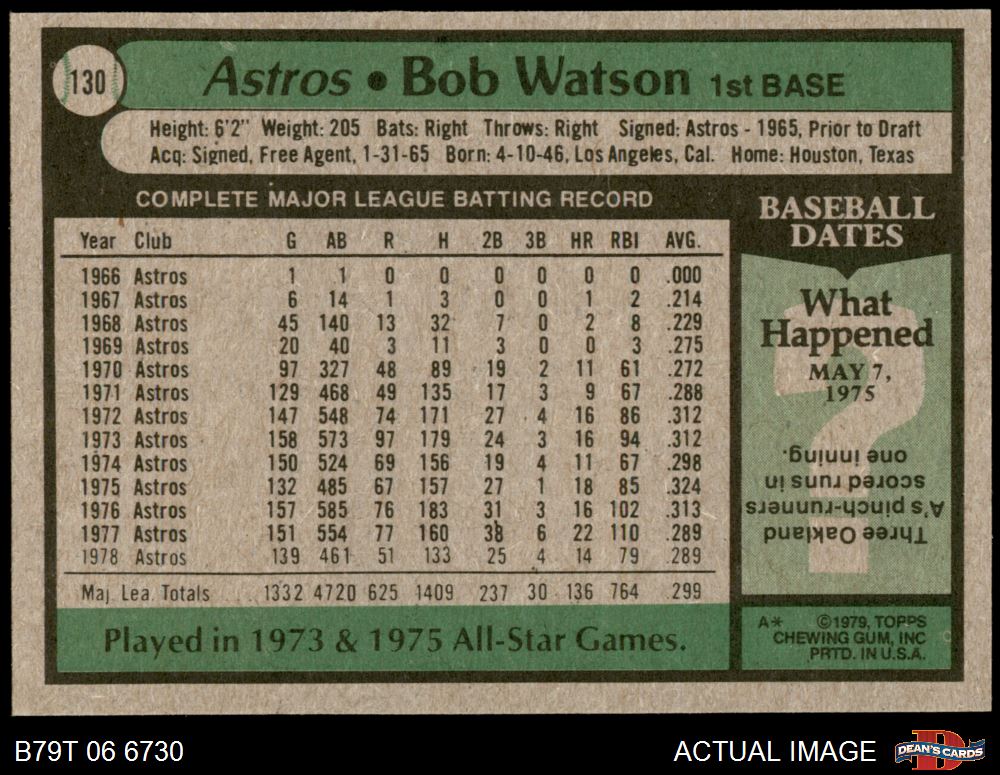 130
Astros • Bob Watson 1st BASE
Height: 6'2" Weight: 205 Bats: Right Throws: Right Signed: Astros - 1965, Prior to Draft
Acq: Signed, Free Agent, 1-31-65 Born: 4-10-46, Los Angeles, Cal. Home: Houston, Texas
COMPLETE MAJOR LEAGUE BATTING RECORD
Year Club G AB R H 2B 3B HR RBI AVG.
1966 Astros 1 1 0 0 0 0 0 0 .000
1967 Astros 6 14 1 3 0 0 1 2 .214
1968 Astros 45 140 13 32 7 0 2 8 .229
1969 Astros 20 40 3 11 3 0 0 3 .275
1970 Astros 97 327 48 89 19 2 11 61 .272
1971 Astros 129 468 49 135 17 3 9 67 .288
1972 Astros 147 548 74 171 27 4 16 86 .312
1973 Astros 158 573 97 179 24 3 16 94 .312
1974 Astros 150 524 69 156 19 4 11 67 .298
1975 Astros 132 485 67 157 27 1 18 85 .324
1976 Astros 157 585 76 183 31 3 16 102 .313
1977 Astros 151 554 77 160 38 6 22 110 .289
1978 Astros 139 461 51 133 25 4 14 79 .289
Maj. Lea. Totals .... 1332 4720 625 1409 237 30 136 764 .299
Played in 1973 & 1975 All-Star Games.
BASEBALL
DATES
What
Happened
MAY 7,
1975
Three Oakland
A's pinch-runners
scored runs in
one inning.
A* ©1979, TOPPS
CHEWING GUM, INC
PRTD. IN U.S.A.
B79T 06 6730
ACTUAL IMAGE
DEAN'S CARDS